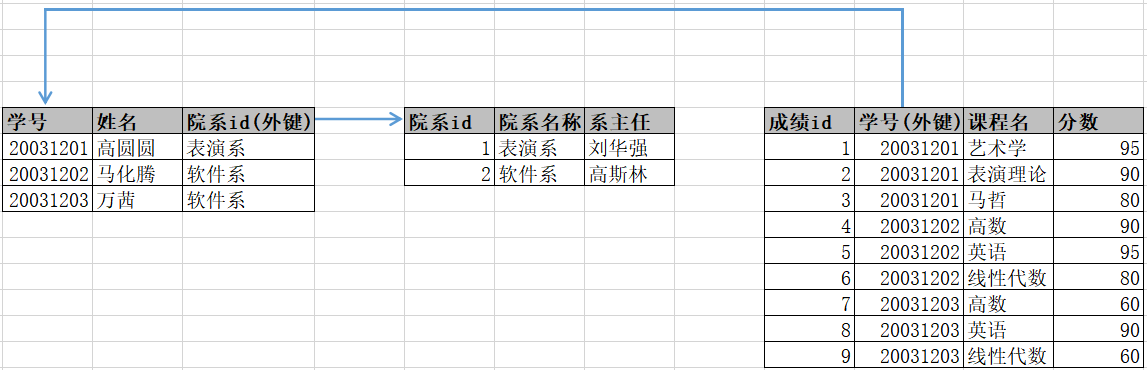 学号 姓名 院系id(外键) 院系id 院系名称 系主任 成绩id 学号(外键) 课程名 分数
20031201 高圆圆 表演系 1 表演系 刘华强 1 20031201 艺术学 95
20031202 马化腾 软件系 2 软件系 高斯林 2 20031201 表演理论 90
20031203 万茜 软件系 3 20031201 马哲 80
4 20031202 高数 90
5 20031202 英语 95
6 20031202 线性代数 80
7 20031203 高数 60
8 20031203 英语 90
9 20031203 线性代数 60